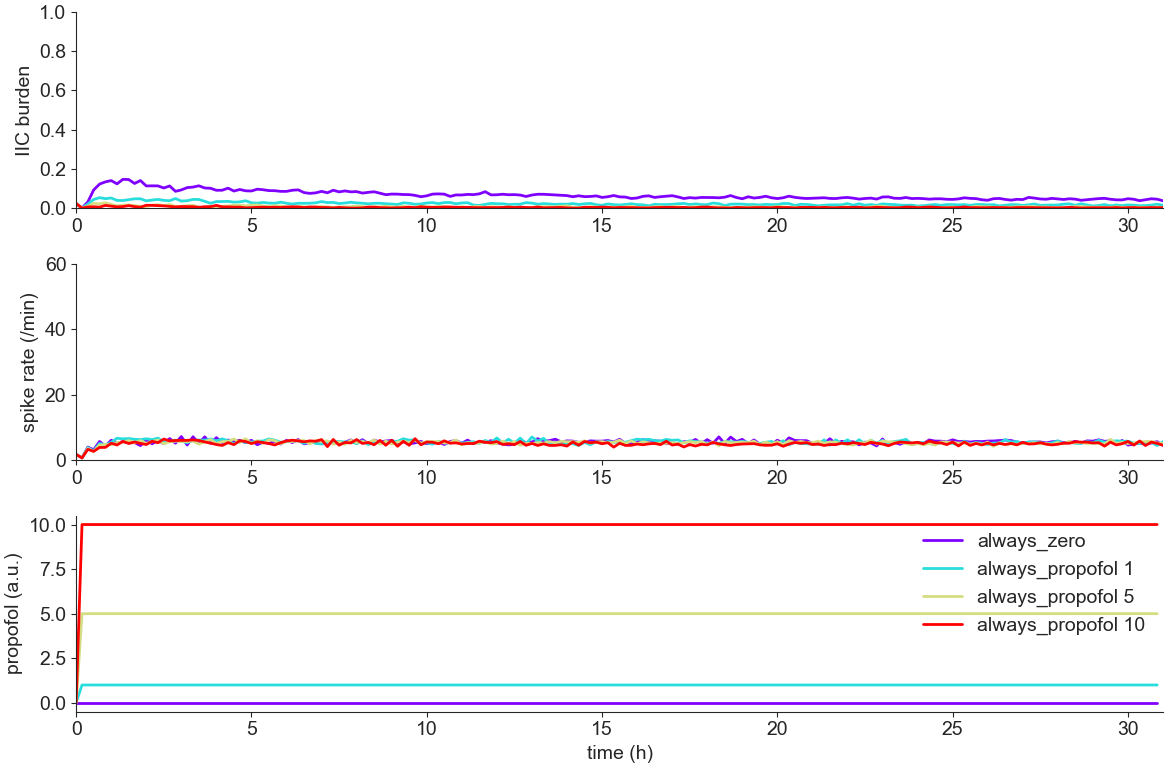 IIC burden
1.0
0.8
0.6
0.4
0.2
0.0
0 5 10 15 20 25 30
spike rate (/min)
60
40
20
0
0 5 10 15 20 25 30
propofol (a.u.)
10.0
7.5
5.0
2.5
0.0
always_zero
always_propofol 1
always_propofol 5
always_propofol 10
0 5 10 15 20 25 30
time (h)